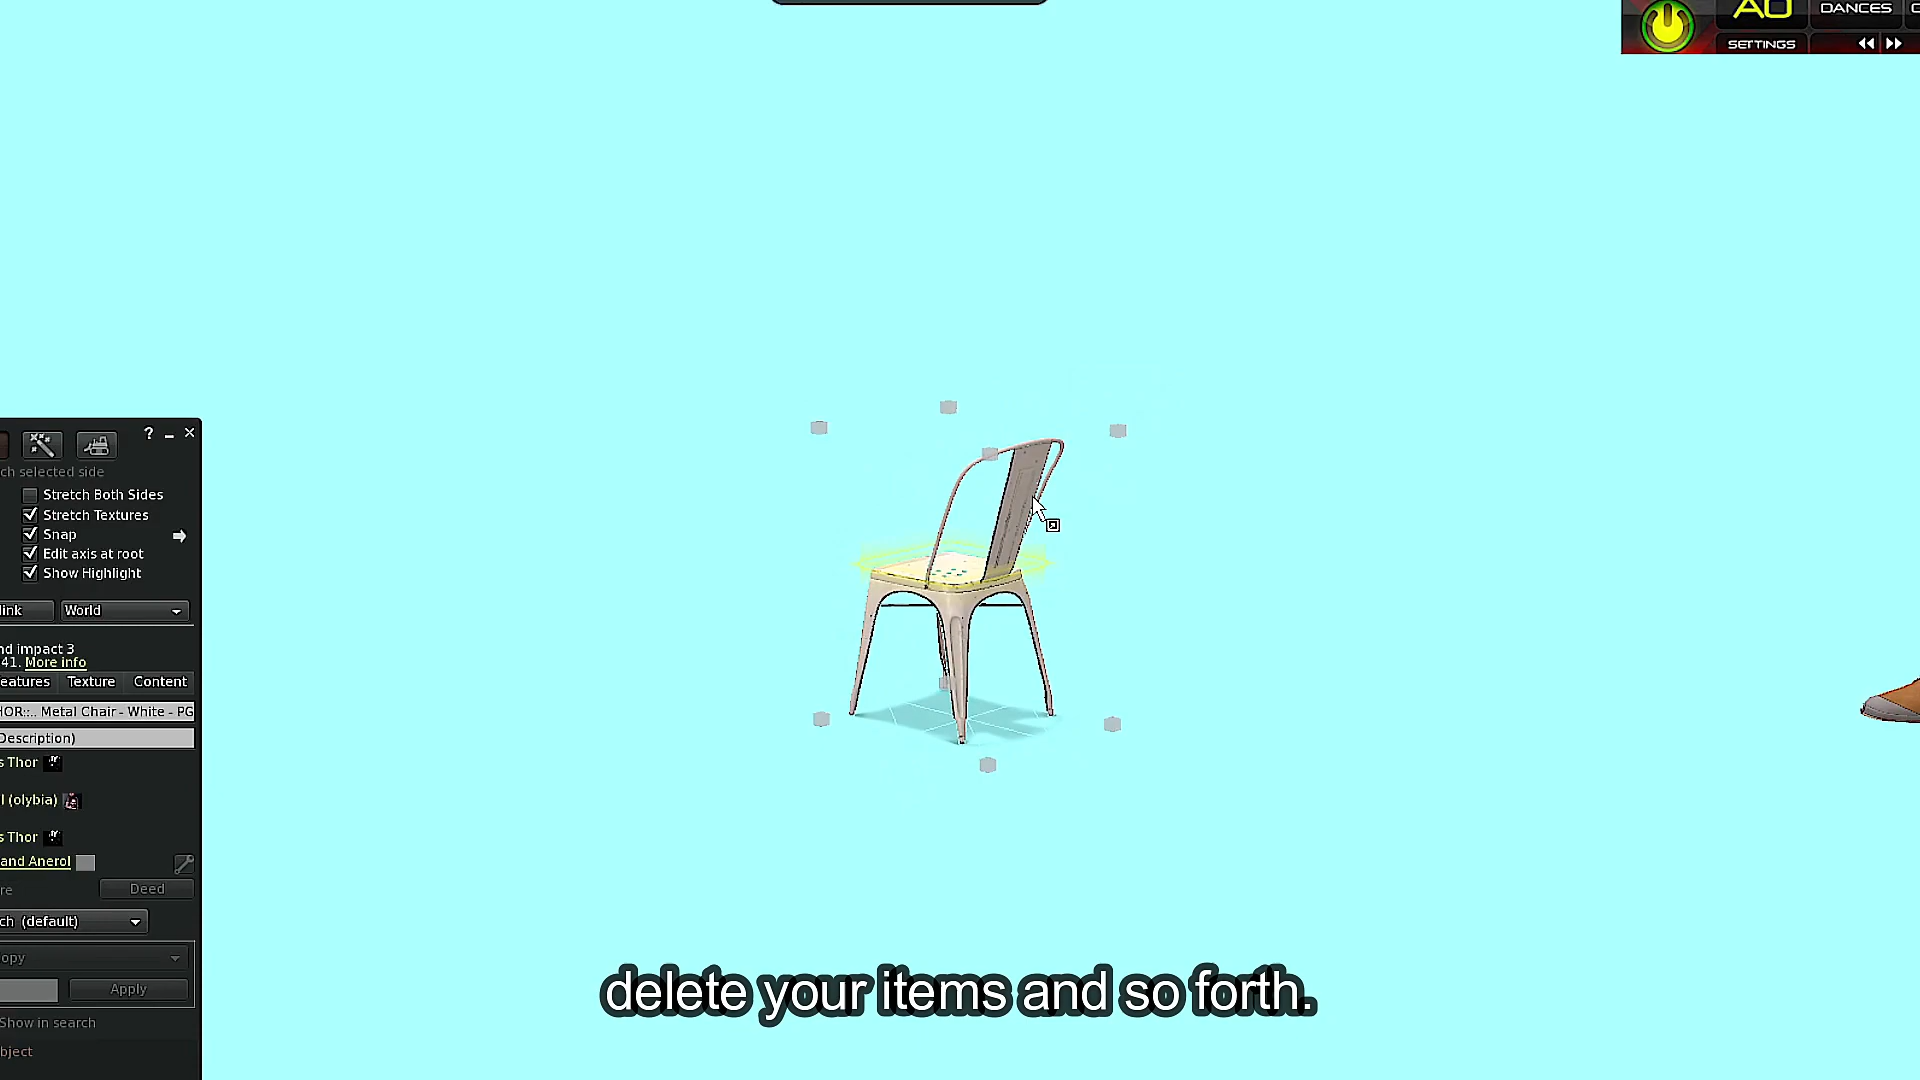 AO
DANCES
SETTINGS
?
ch selected side
Stretch Both Sides
Stretch Textures
Snap
Edit axis at root
Show Highlight
link
World
nd impact 3
41. More info
eatures Texture Content
HOR::.. Metal Chair - White - PG
Description)
s Thor
l (olybia)
s Thor
and Anerol
re
Deed
ch (default)
opy
Apply
Show in search
bject
delete your items and so forth.